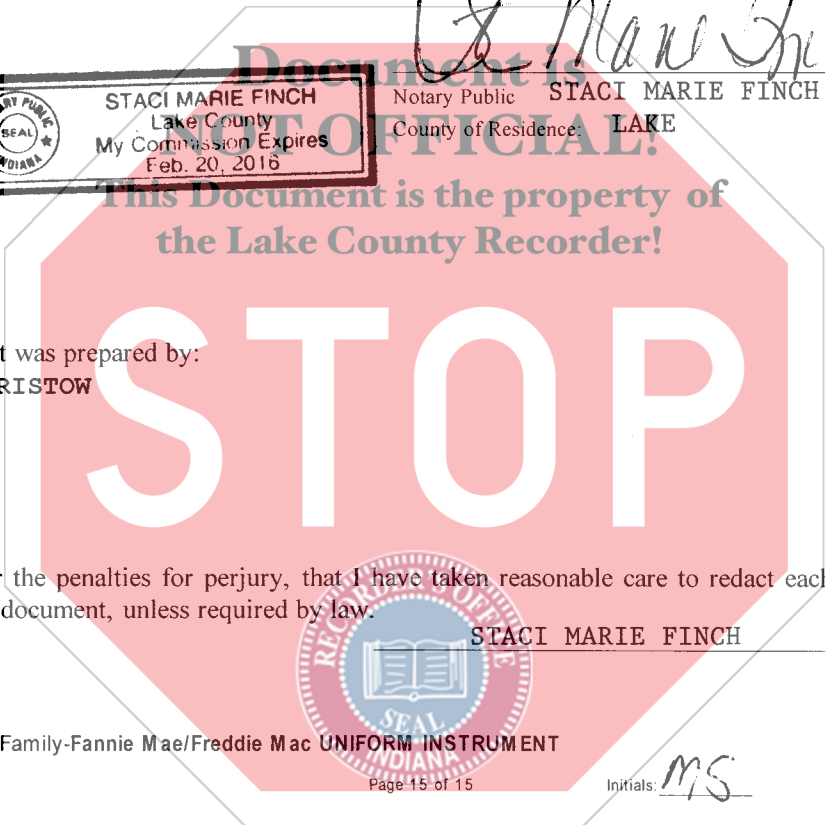 Document is
NOT OFFICIAL!
This Document is the property of
the Lake County Recorder!
STACI MARIE FINCH
Lake County
My Commission Expires
Feb. 20, 2016
SEAL
INDIANA
Notary Public STACI MARIE FINCH
County of Residence: LAKE
STOP
t was prepared by:
RISTOW
the penalties for perjury, that I have taken reasonable care to redact each
document, unless required by law.
STACI MARIE FINCH
RECORDER'S OFFICE
SEAL
INDIANA
Family-Fannie Mae/Freddie Mac UNIFORM INSTRUMENT
Page 15 of 15
Initials: MS